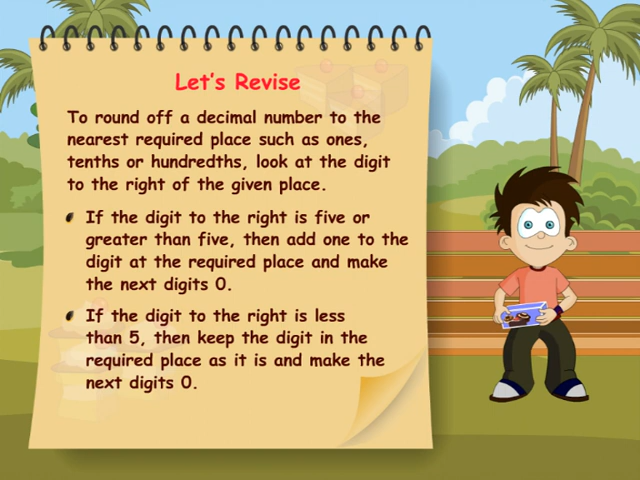 Let's Revise
To round off a decimal number to the
nearest required place such as ones,
tenths or hundredths, look at the digit
to the right of the given place.
If the digit to the right is five or
greater than five, then add one to the
digit at the required place and make
the next digits 0.
If the digit to the right is less
than 5, then keep the digit in the
required place as it is and make the
next digits 0.